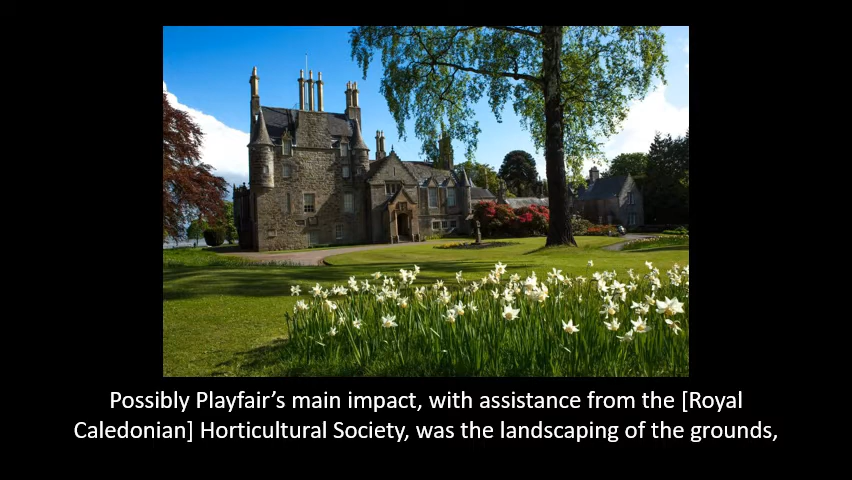 Possibly Playfair’s main impact, with assistance from the [Royal
Caledonian] Horticultural Society, was the landscaping of the grounds,